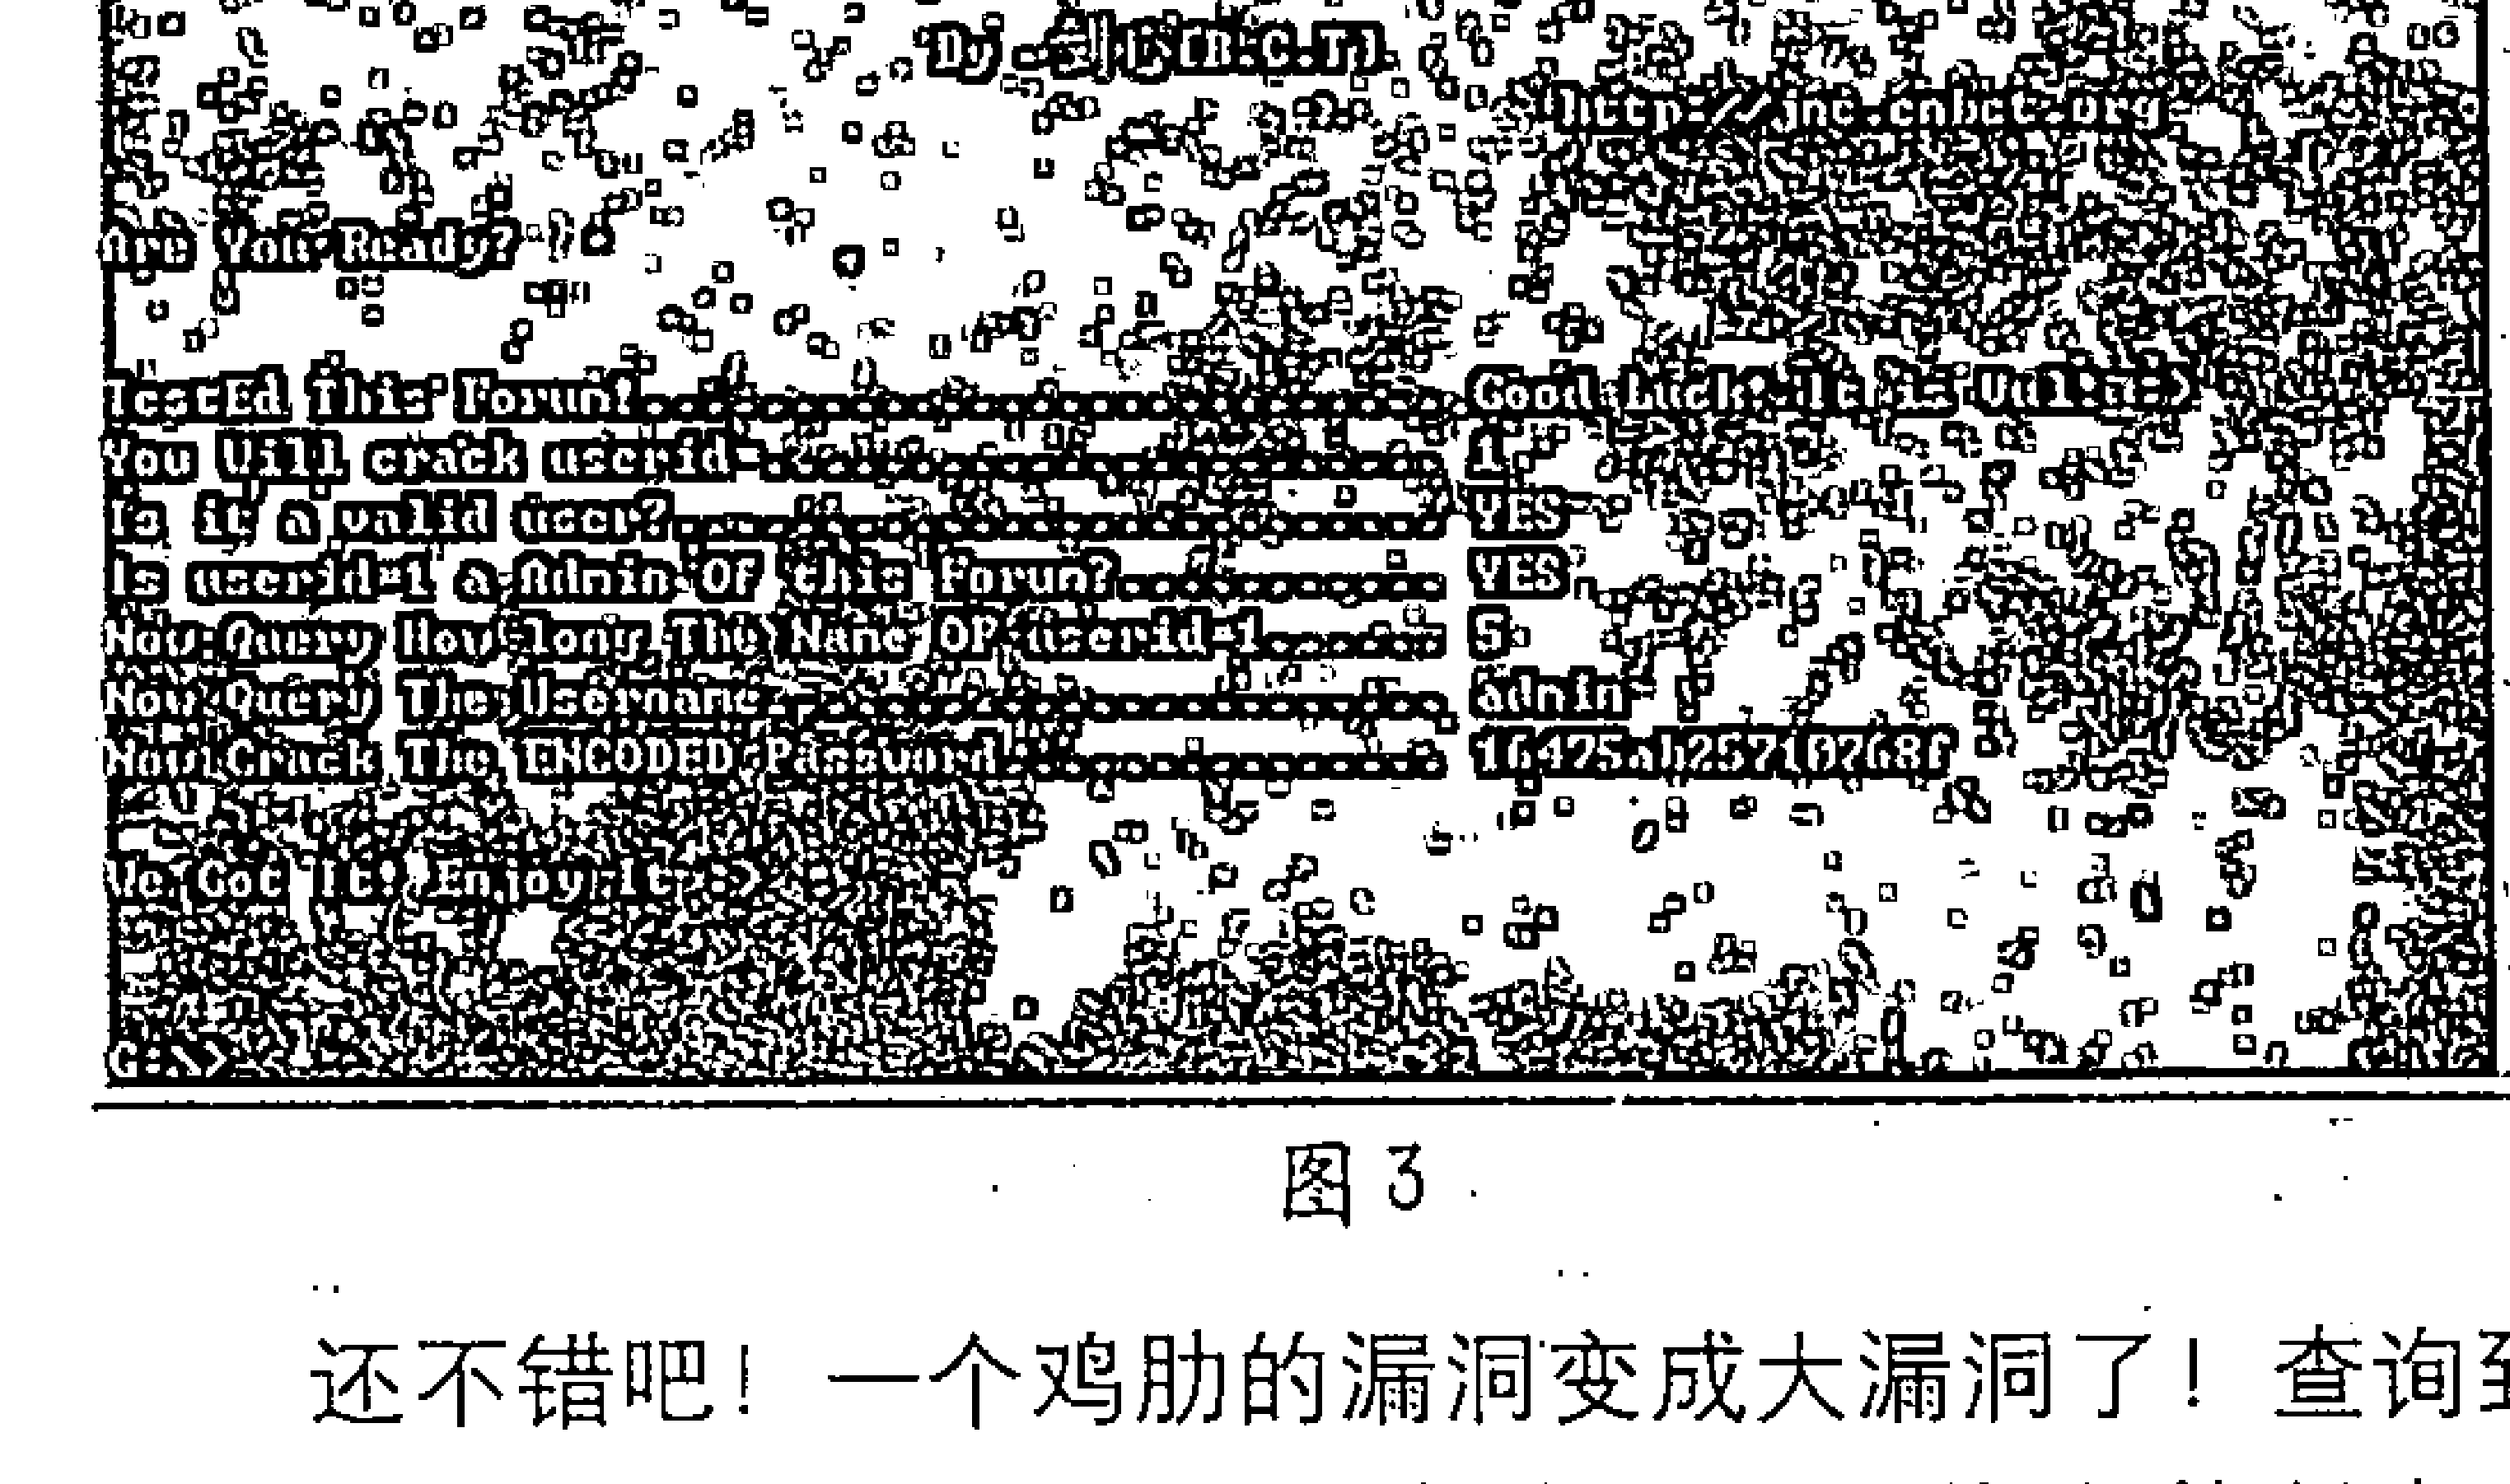 Are You Ready?
TestEd This Forum?.............................. Good Luck, It is Vul
You Will crack userid=.............................. 1
Is it a valid user?.............................. YES
Is userid=1 a Admin Of this Forum?........... YES
Now Query How long The Name OF userid=1...... 5
Now Query The Username.............................. admin
Now Crack The ENCODED Password...............
We Got It! Enjoy It :>
C:\>
图 3
还不错吧！一个鸡肋的漏洞变成大漏洞了！查询